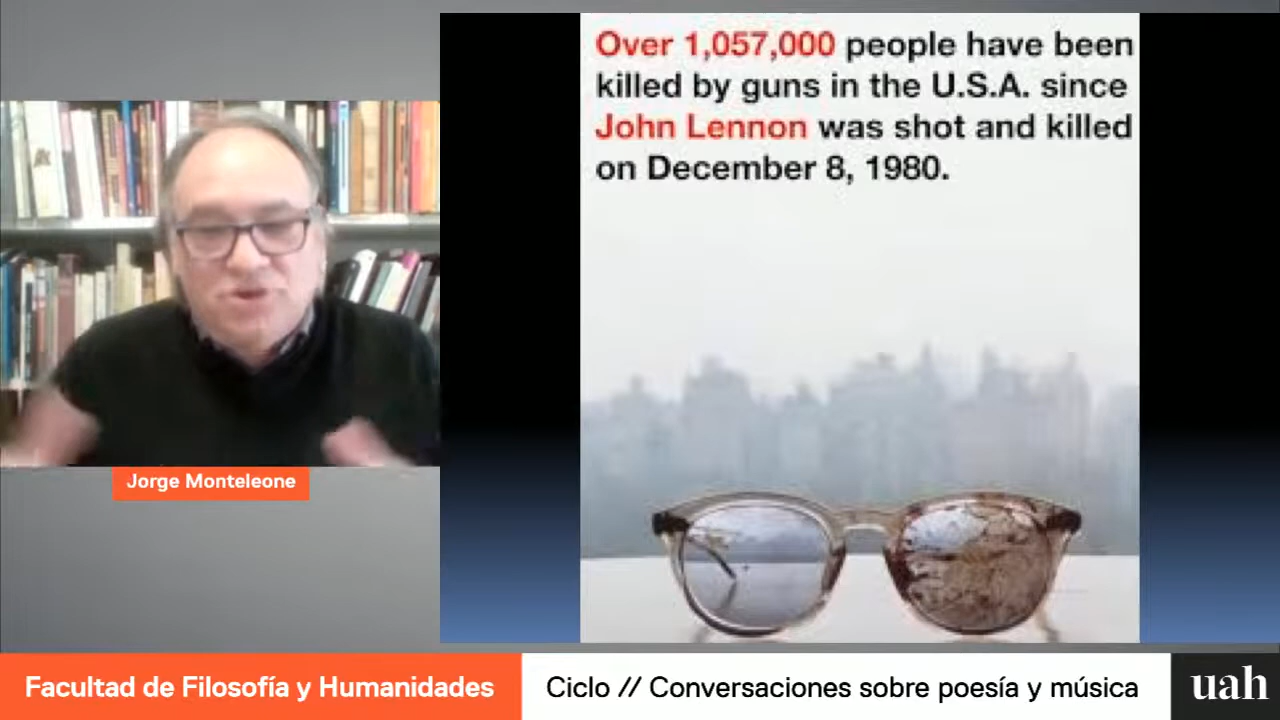 Over 1,057,000 people have been
killed by guns in the U.S.A. since
John Lennon was shot and killed
on December 8, 1980.
Jorge Monteleone
Facultad de Filosofía y Humanidades
Ciclo // Conversaciones sobre poesía y música
uah